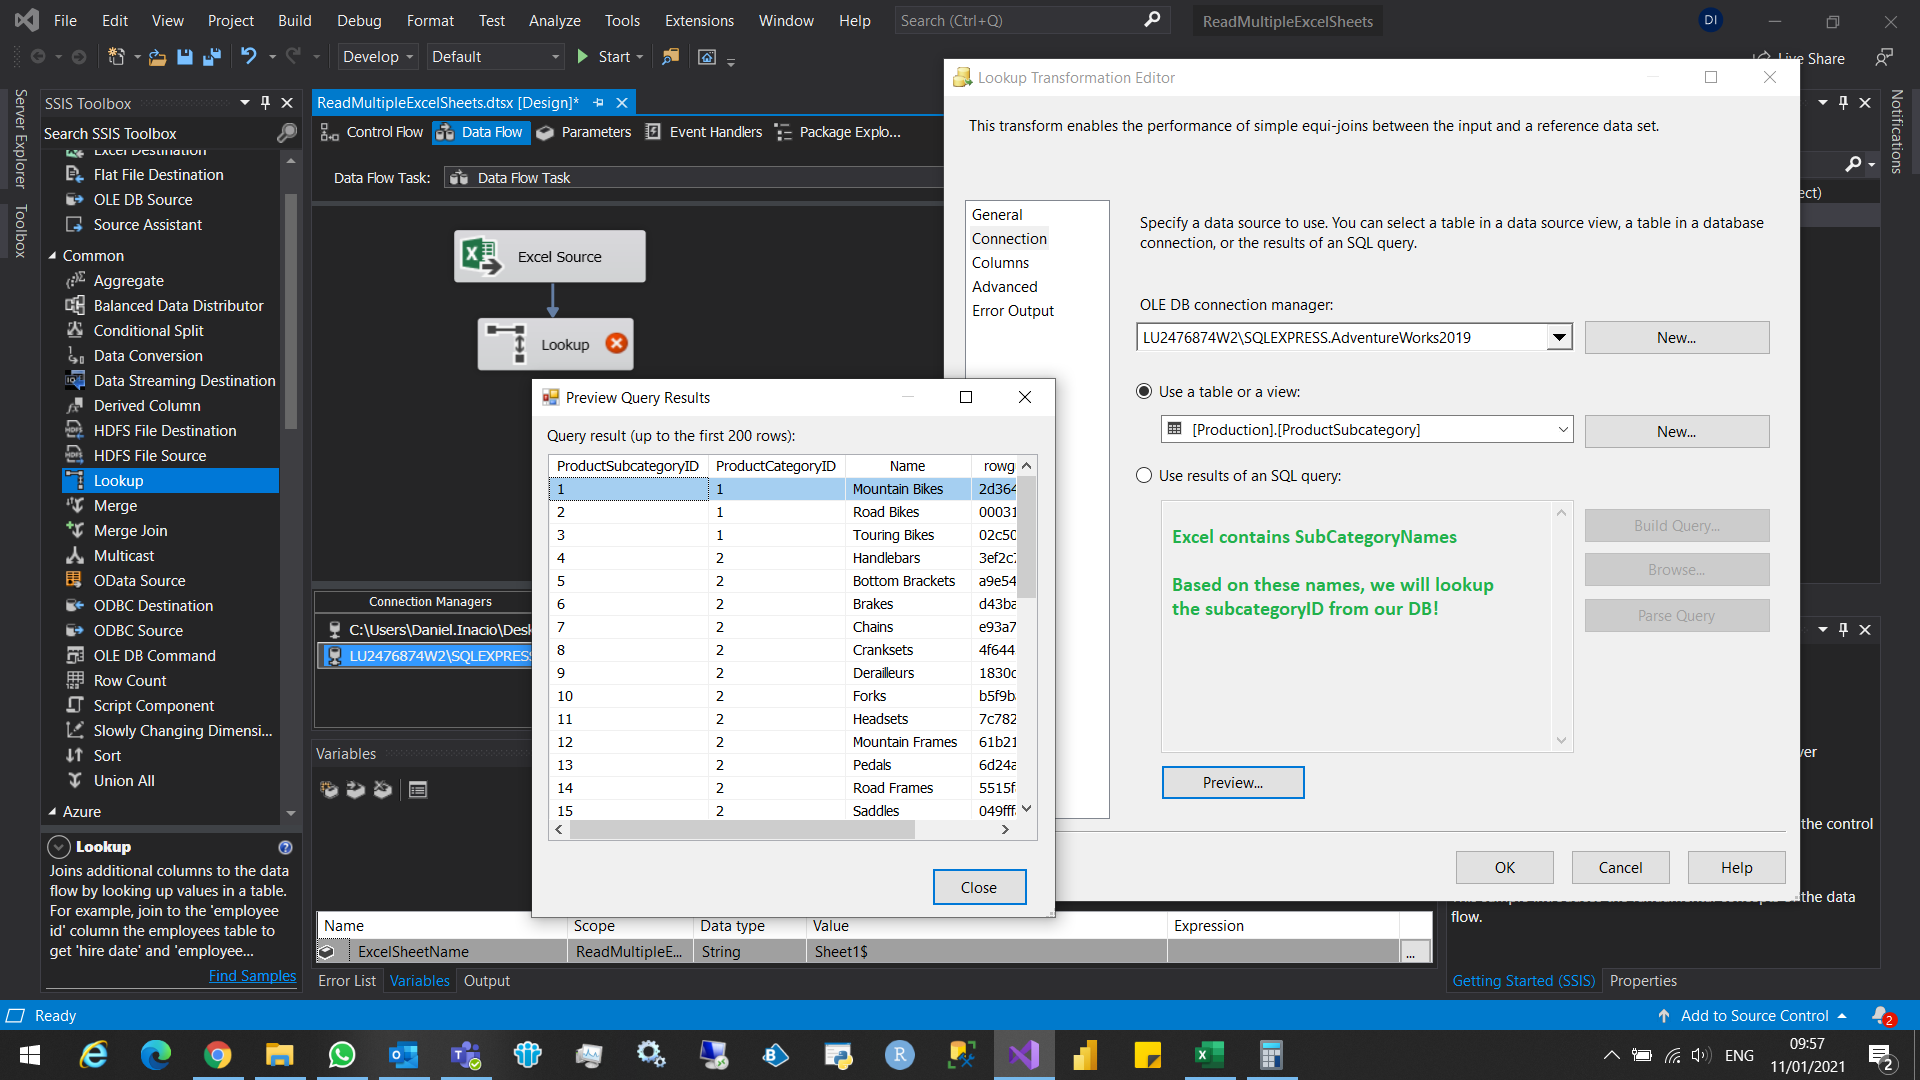 File Edit View Project Build Debug Format Test Analyze Tools Extensions Window Help Search (Ctrl+Q) ReadMultipleExcelSheets DI
Develop Default Start Live Share
Server Explorer
Toolbox
SSIS Toolbox
Search SSIS Toolbox
Excel Destination
Flat File Destination
OLE DB Source
Source Assistant
Common
Aggregate
Balanced Data Distributor
Conditional Split
Data Conversion
Data Streaming Destination
Derived Column
HDFS File Destination
HDFS File Source
Lookup
Merge
Merge Join
Multicast
OData Source
ODBC Destination
ODBC Source
OLE DB Command
Row Count
Script Component
Slowly Changing Dimensi...
Sort
Union All
Azure
Lookup
Joins additional columns to the data
flow by looking up values in a table.
For example, join to the 'employee
id' column the employees table to
get 'hire date' and 'employee...
Find Samples
ReadMultipleExcelSheets.dtsx [Design]*
Control Flow Data Flow Parameters Event Handlers Package Explo...
Data Flow Task: Data Flow Task
Excel Source
Lookup
Connection Managers
C:\Users\Daniel.Inacio\Desk
LU2476874W2\SQLEXPRESS
Variables
Preview Query Results
Query result (up to the first 200 rows):
ProductSubcategoryID ProductCategoryID Name rowg
1 1 Mountain Bikes 2d364
2 1 Road Bikes 00031
3 1 Touring Bikes 02c50
4 2 Handlebars 3ef2c
5 2 Bottom Brackets a9e54
6 2 Brakes d43ba
7 2 Chains e93a7
8 2 Cranksets 4f644
9 2 Derailleurs 1830c
10 2 Forks b5f9b
11 2 Headsets 7c782
12 2 Mountain Frames 61b21
13 2 Pedals 6d24a
14 2 Road Frames 5515f
15 2 Saddles 049fff
Close
Name Scope Data type Value Expression
ExcelSheetName ReadMultipleE... String Sheet1$ ...
Error List Variables Output
Lookup Transformation Editor
This transform enables the performance of simple equi-joins between the input and a reference data set.
General
Connection
Columns
Advanced
Error Output
Specify a data source to use. You can select a table in a data source view, a table in a database
connection, or the results of an SQL query.
OLE DB connection manager:
LU2476874W2\SQLEXPRESS.AdventureWorks2019 New...
Use a table or a view:
[Production].[ProductSubcategory] New...
Use results of an SQL query:
Excel contains SubCategoryNames
Based on these names, we will lookup
the subcategoryID from our DB!
Build Query...
Browse...
Parse Query
Preview...
OK Cancel Help
Notifications
ect)
ver
the control
the data
flow.
Getting Started (SSIS) Properties
Ready Add to Source Control 2
ENG 09:57
11/01/2021 2